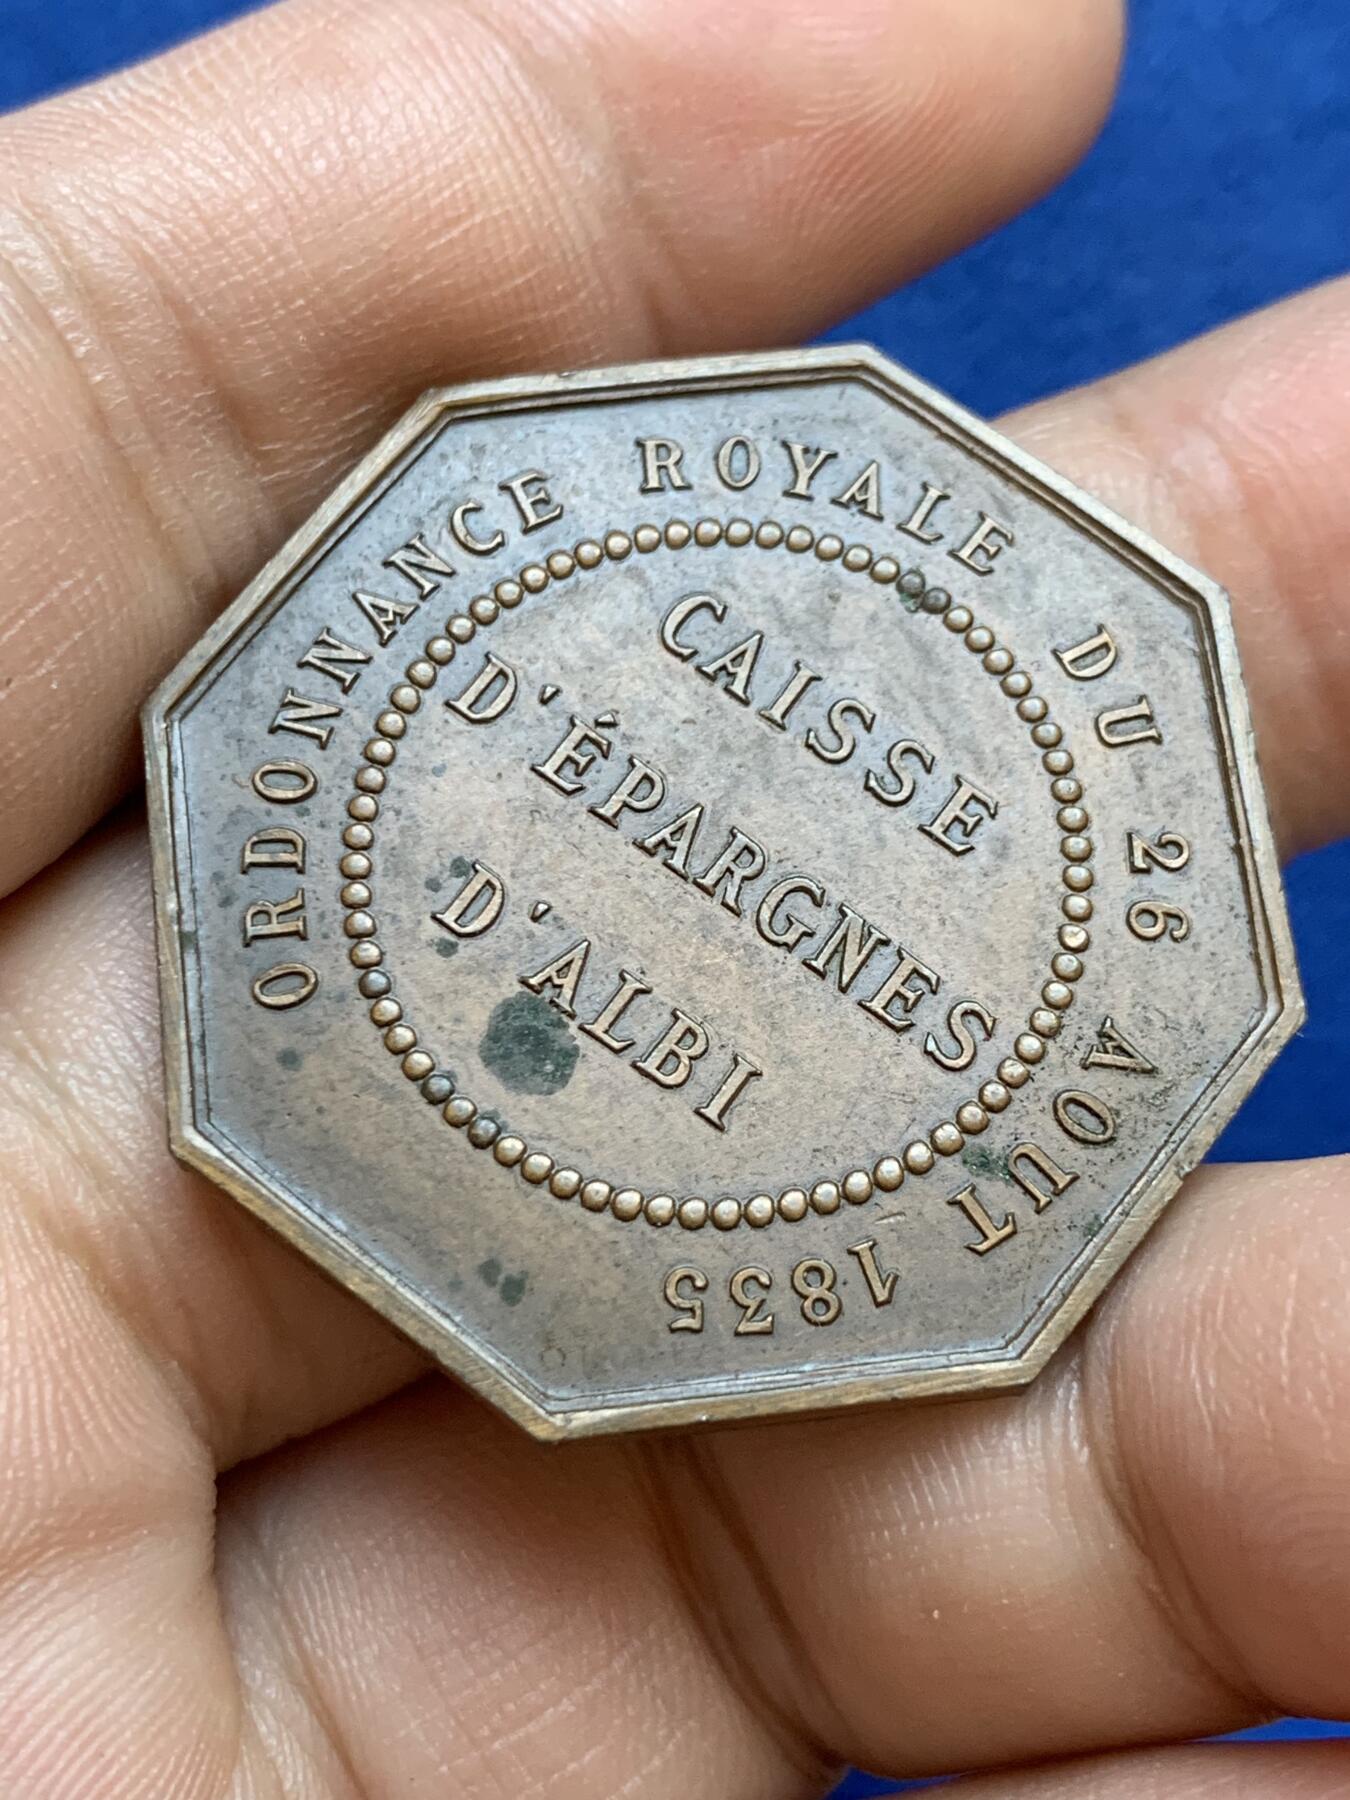 ORDONNANCE ROYALE DU 26 AOUT 1835
CAISSE
D'ÉPARGNES
D'ALBI